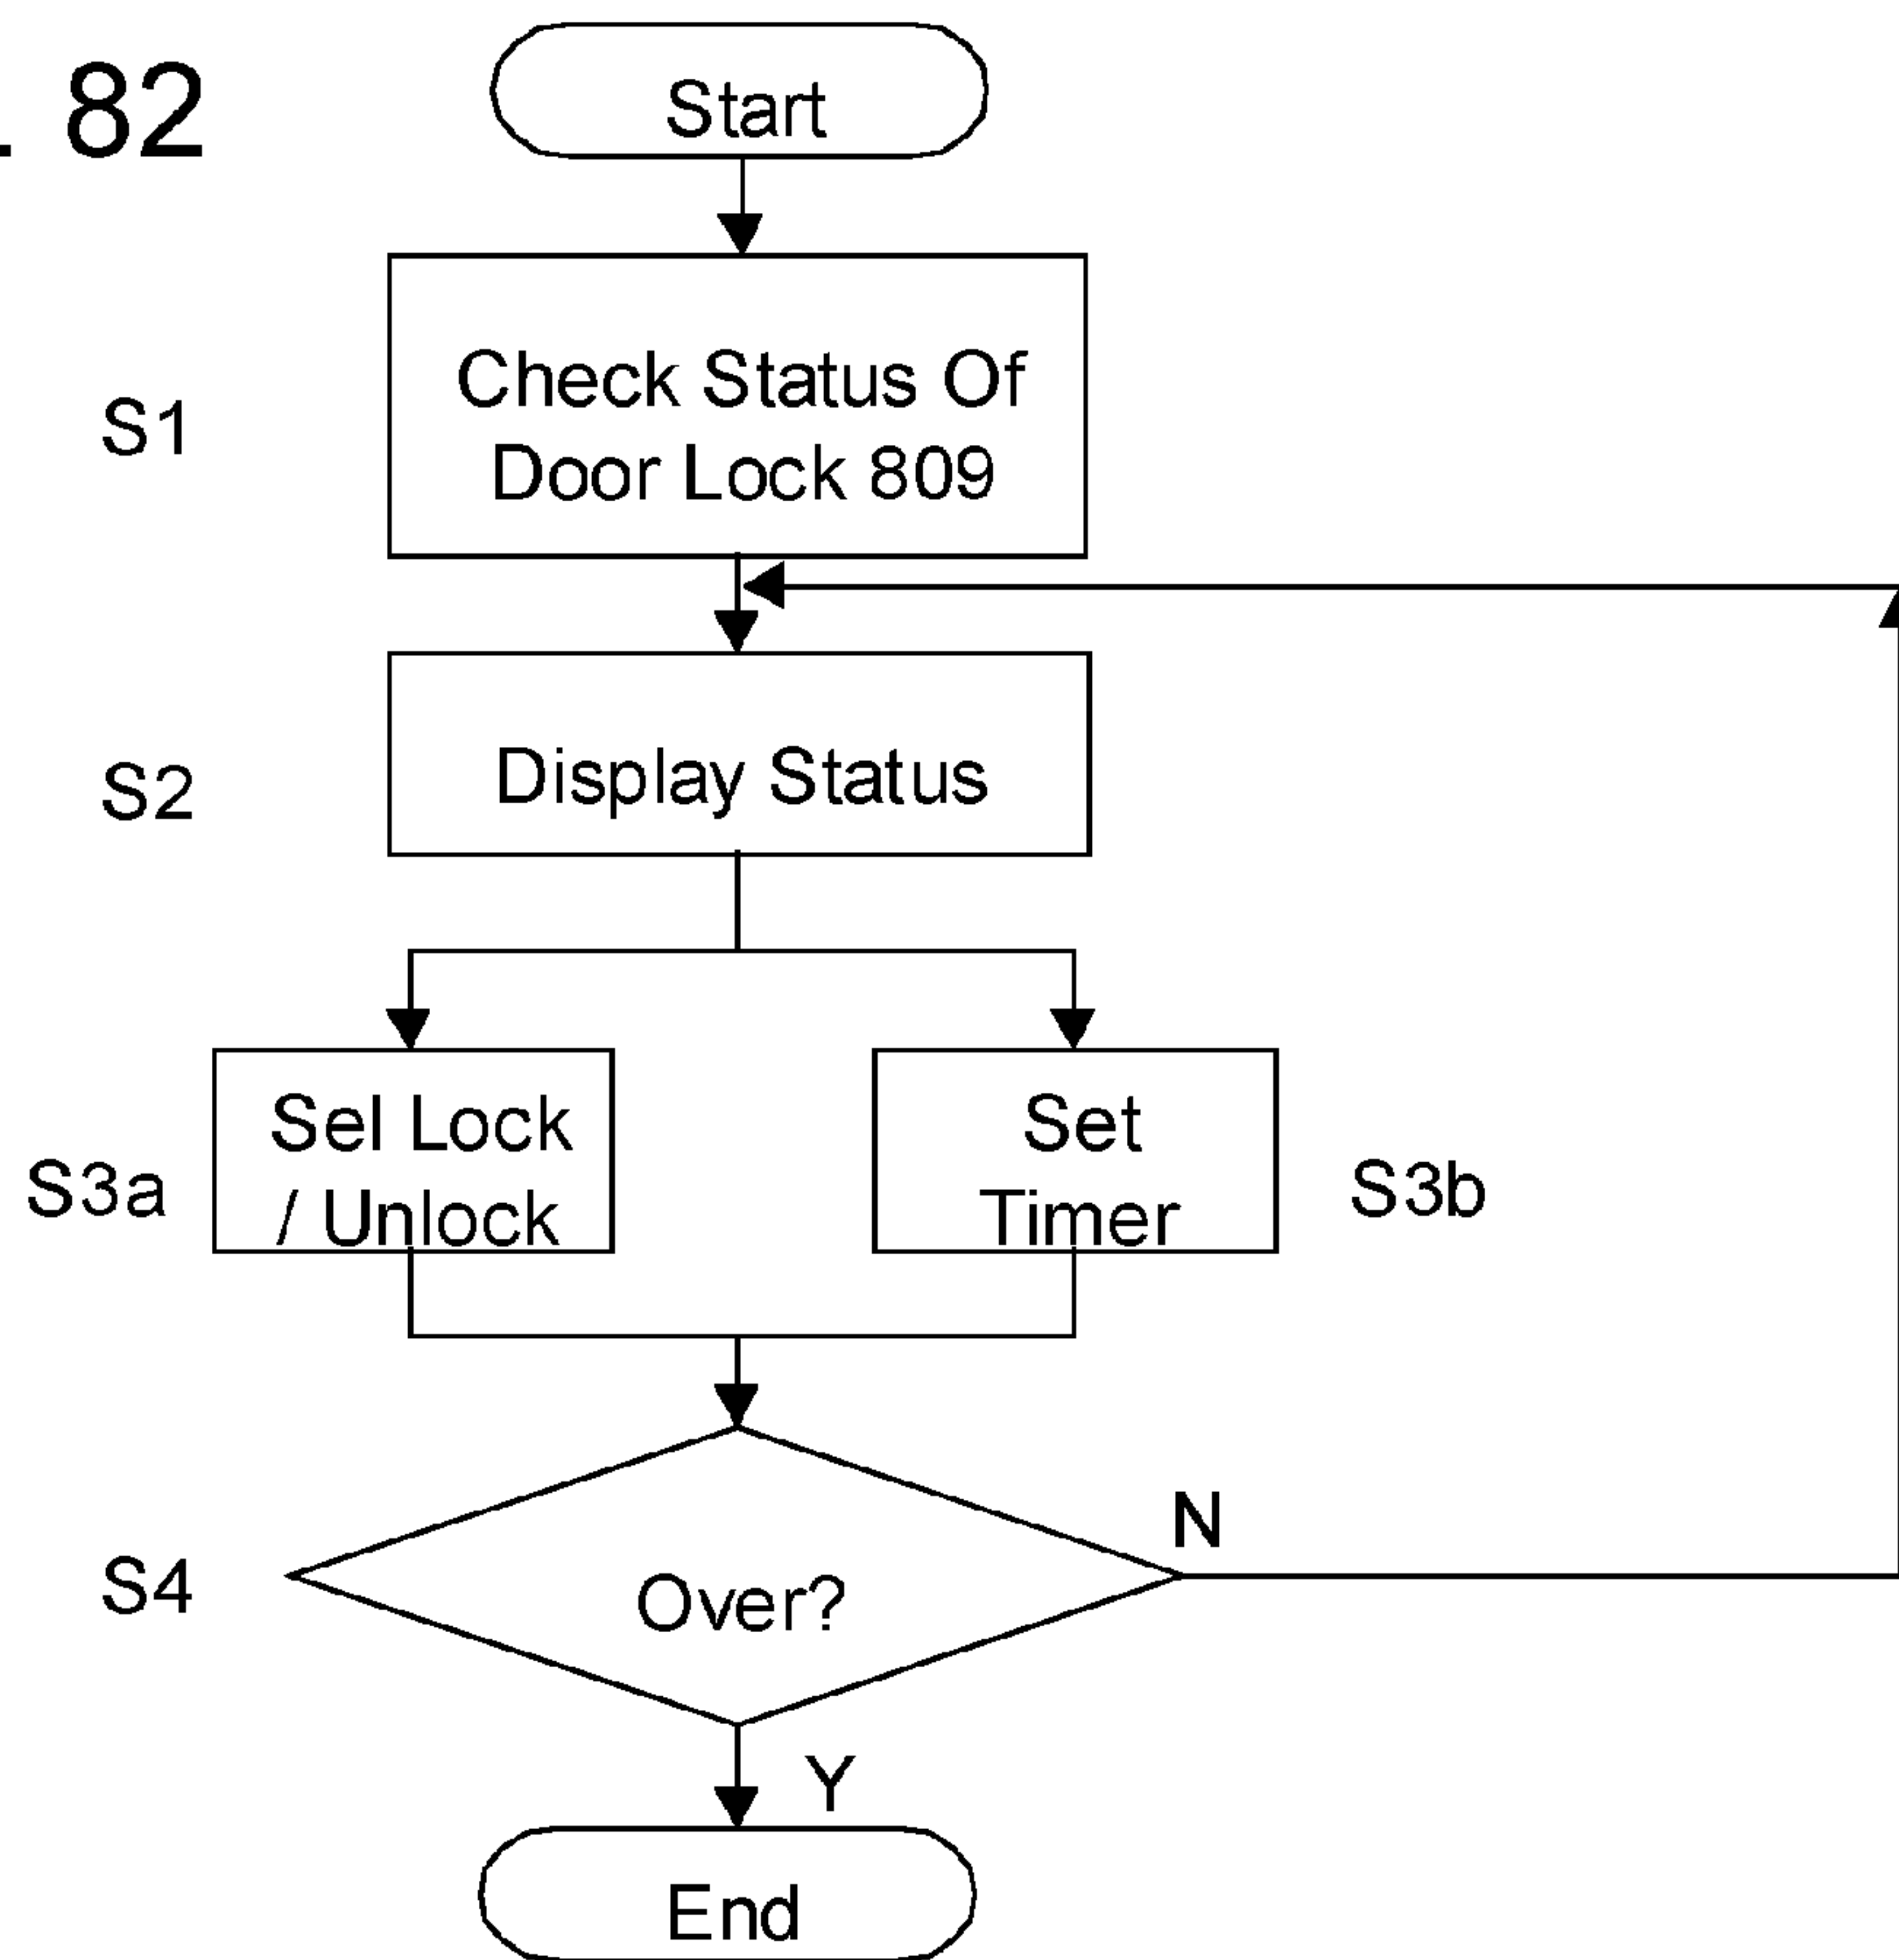 . 82
Start
S1
Check Status Of
Door Lock 809
S2
Display Status
S3a
Sel Lock
/ Unlock
Set
Timer
S3b
S4
Over?
N
Y
End